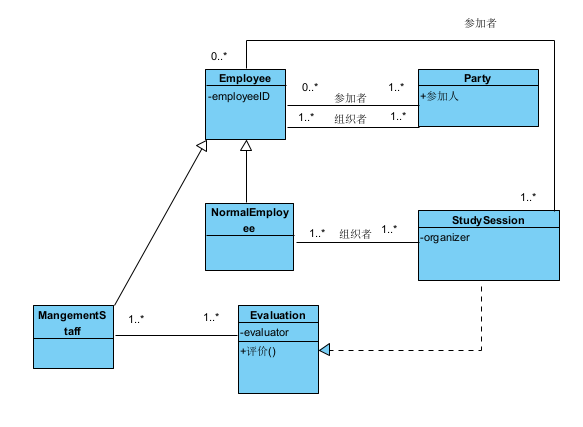 参加者
0..*
Employee
-employeeID
0..*
参加者
1..*
1..*
组织者
1..*
Party
+参加人
NormalEmploy
ee
1..*
组织者
1..*
1..*
StudySession
-organizer
MangementS
taff
1..*
1..*
Evaluation
-evaluator
+评价()